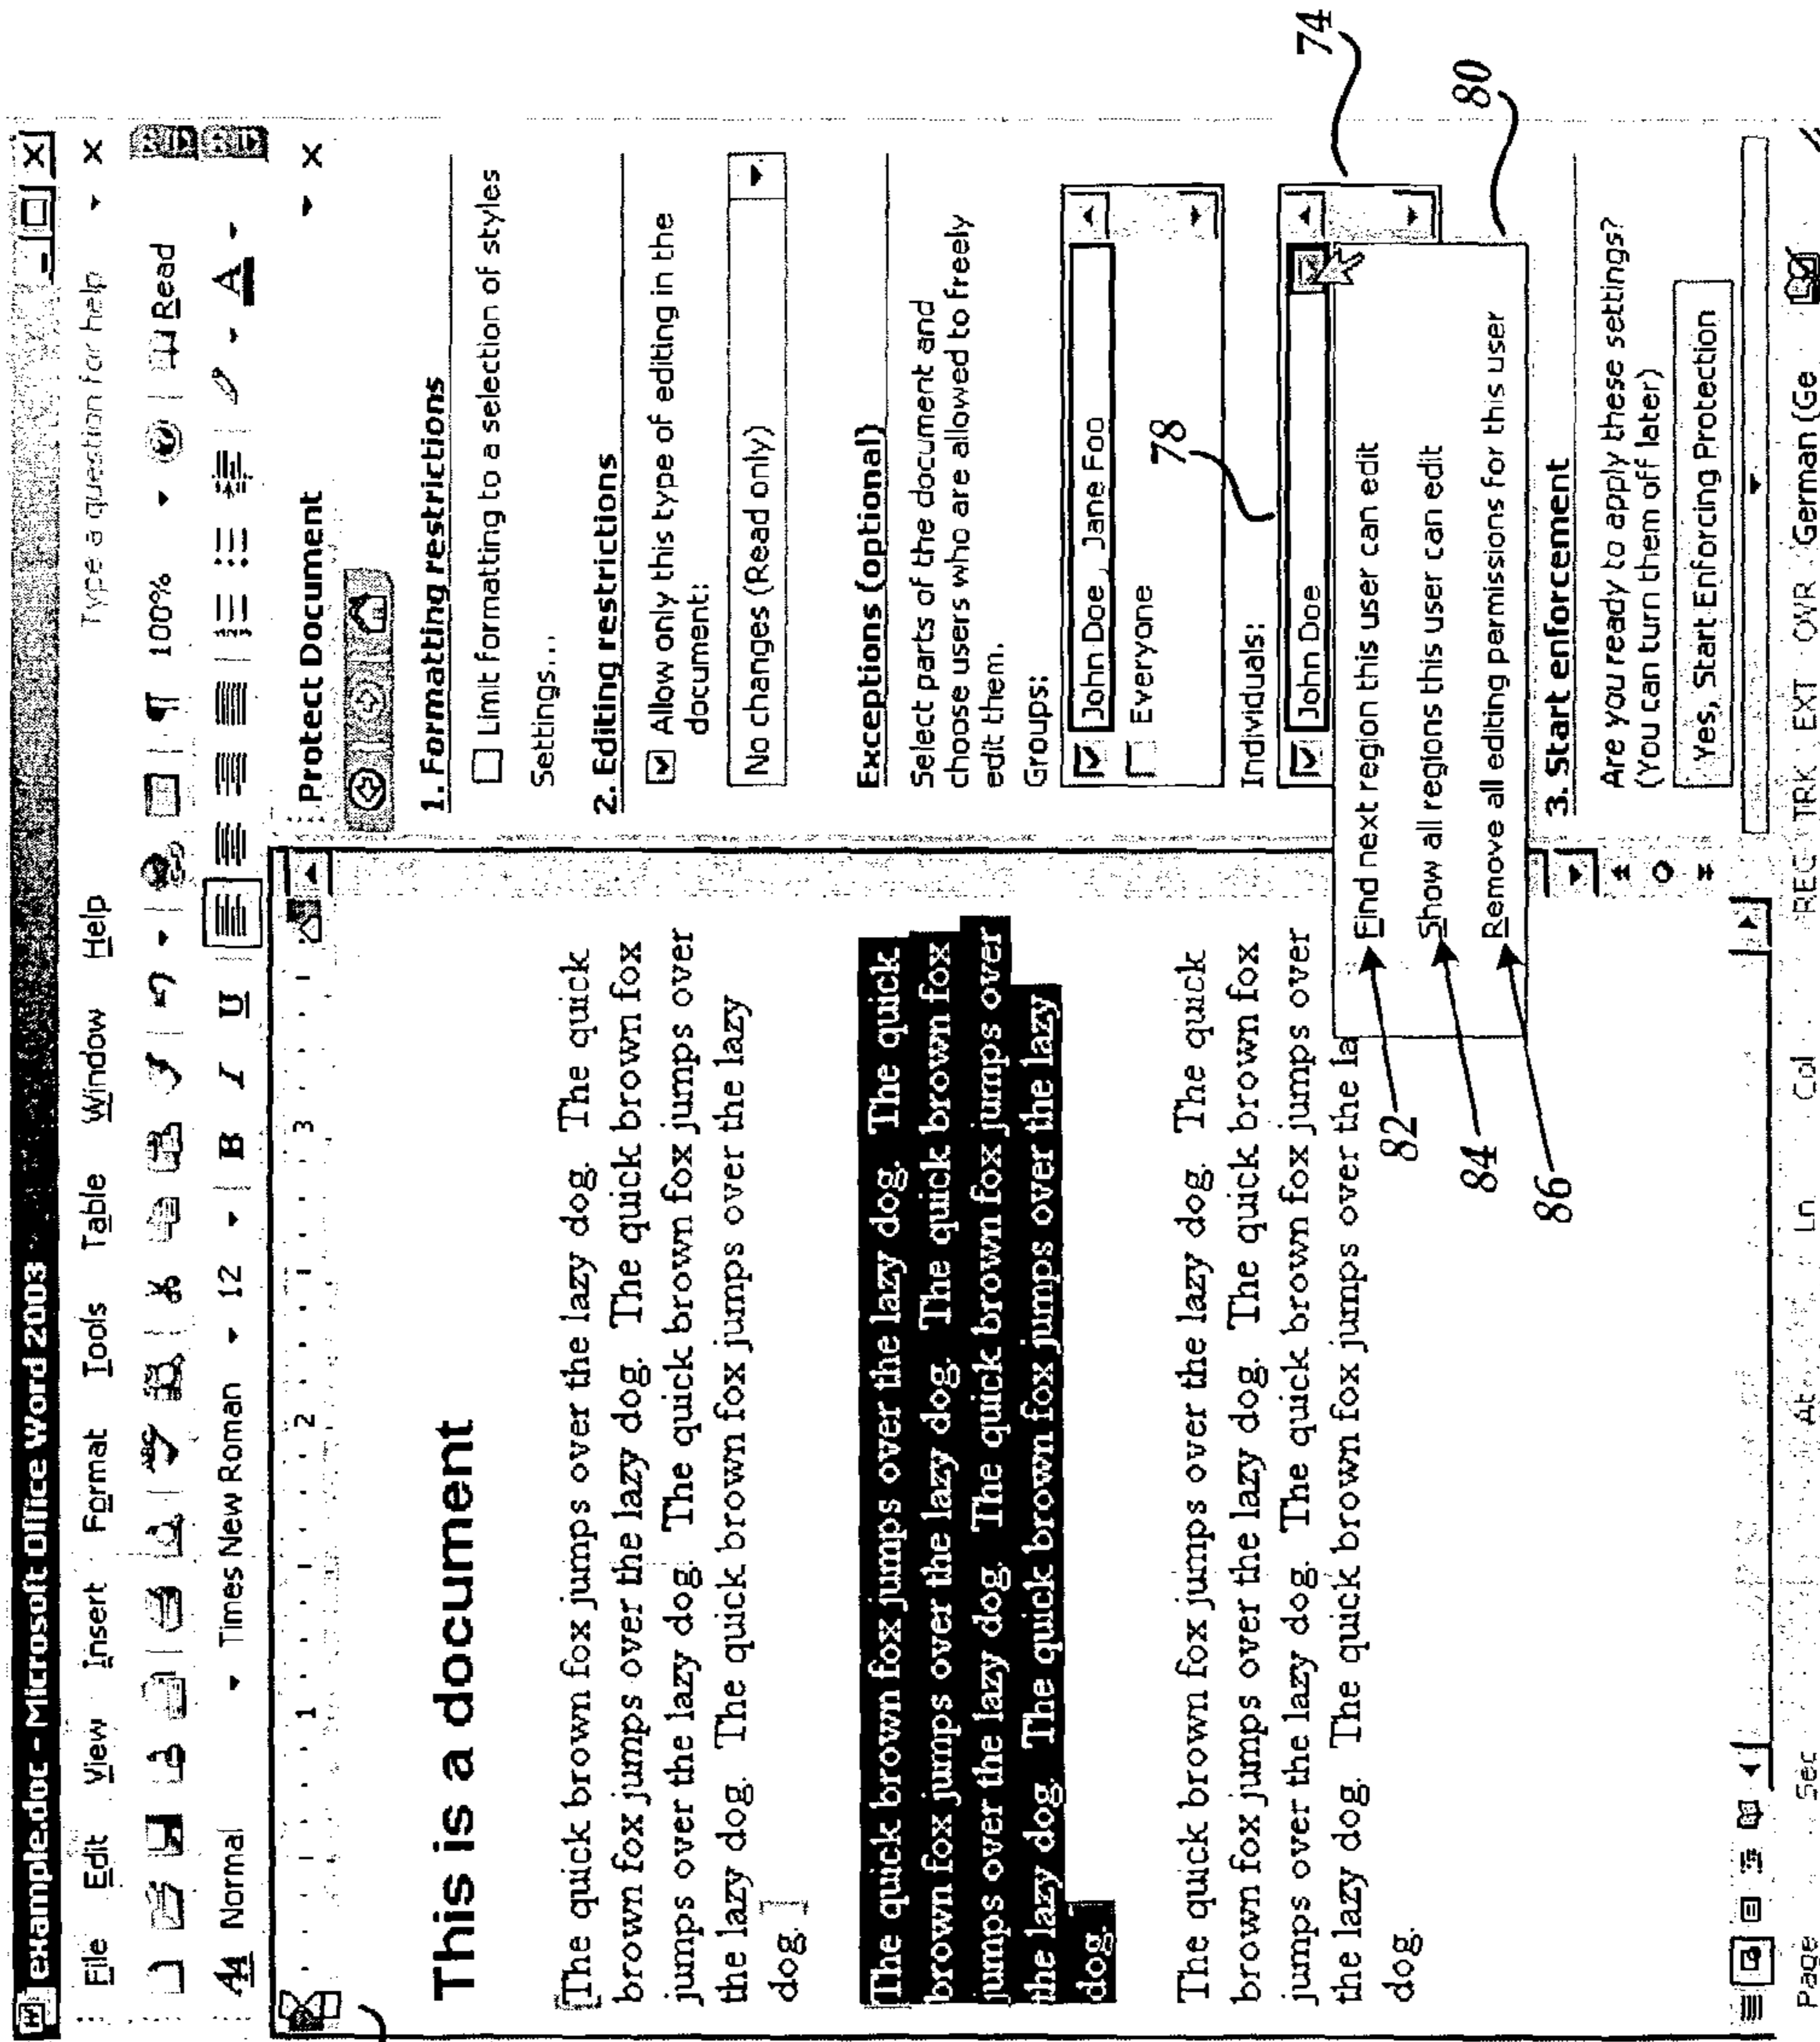 example.doc - Microsoft Office Word 2003
File Edit View Insert Format Tools Table Window Help Type a question for help
100% Read
Normal Times New Roman 12 B I U A
1 2 3
This is a document
The quick brown fox jumps over the lazy dog. The quick
brown fox jumps over the lazy dog. The quick brown fox
jumps over the lazy dog. The quick brown fox jumps over
the lazy dog. The quick brown fox jumps over the lazy
dog.
The quick brown fox jumps over the lazy dog. The quick
brown fox jumps over the lazy dog. The quick brown fox
jumps over the lazy dog. The quick brown fox jumps over
the lazy dog. The quick brown fox jumps over the lazy
dog.
The quick brown fox jumps over the lazy dog. The quick
brown fox jumps over the lazy dog. The quick brown fox
jumps over the lazy dog. The quick brown fox jumps over
the lazy dog. The quick brown fox jumps over the la
dog.
Protect Document
1. Formatting restrictions
Limit formatting to a selection of styles
Settings...
2. Editing restrictions
Allow only this type of editing in the
document:
No changes (Read only)
Exceptions (optional)
Select parts of the document and
choose users who are allowed to freely
edit them.
Groups:
John Doe , Jane Foo
Everyone
78
Individuals:
John Doe
74
80
82
Find next region this user can edit
84
Show all regions this user can edit
86
Remove all editing permissions for this user
3. Start enforcement
Are you ready to apply these settings?
(You can turn them off later)
Yes, Start Enforcing Protection
Page Sec At Ln Col REC TRK EXT OVR German (Ge